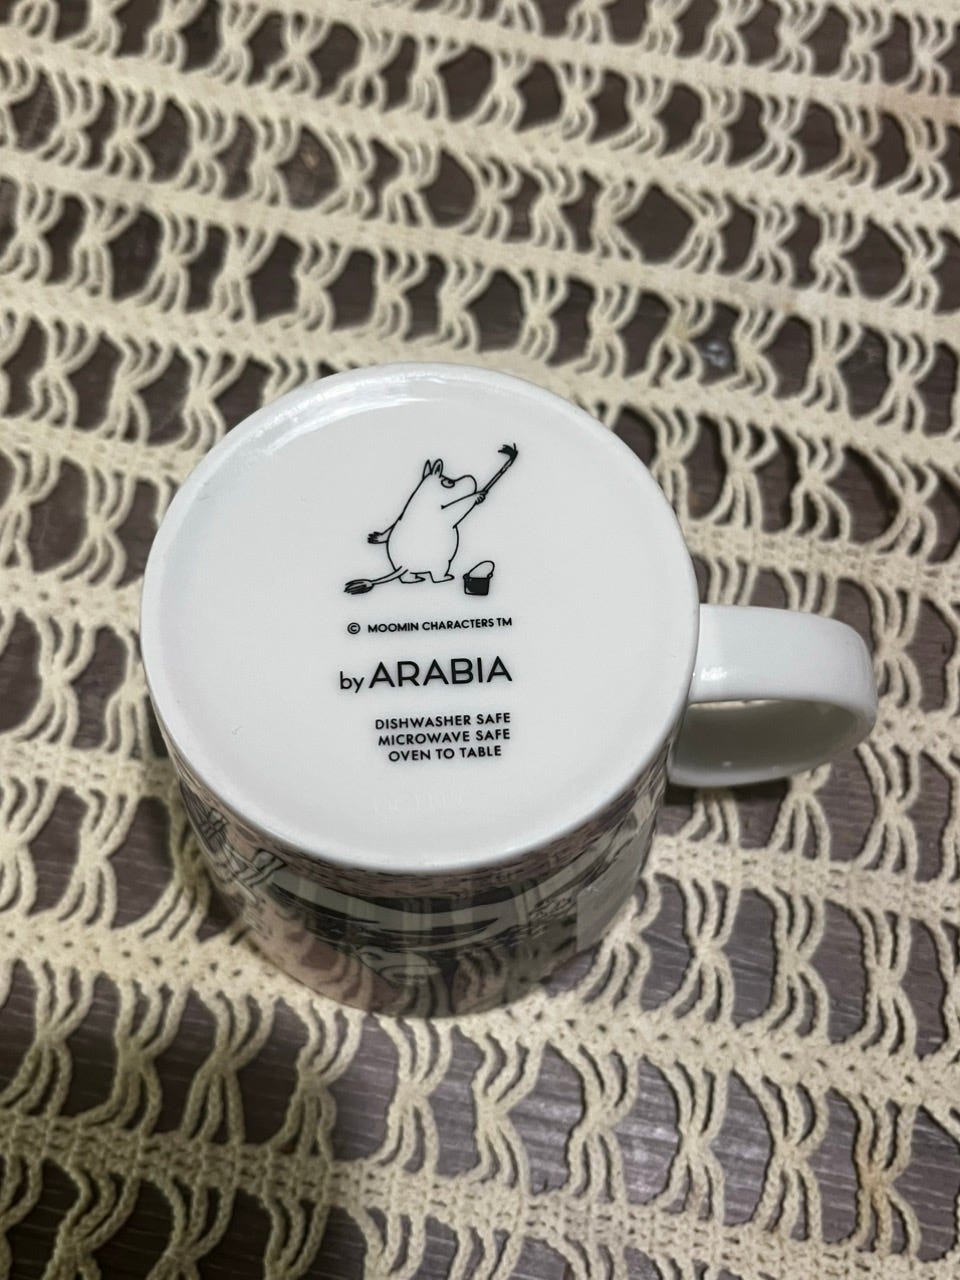 © MOOMIN CHARACTERS TM
by ARABIA
DISHWASHER SAFE
MICROWAVE SAFE
OVEN TO TABLE